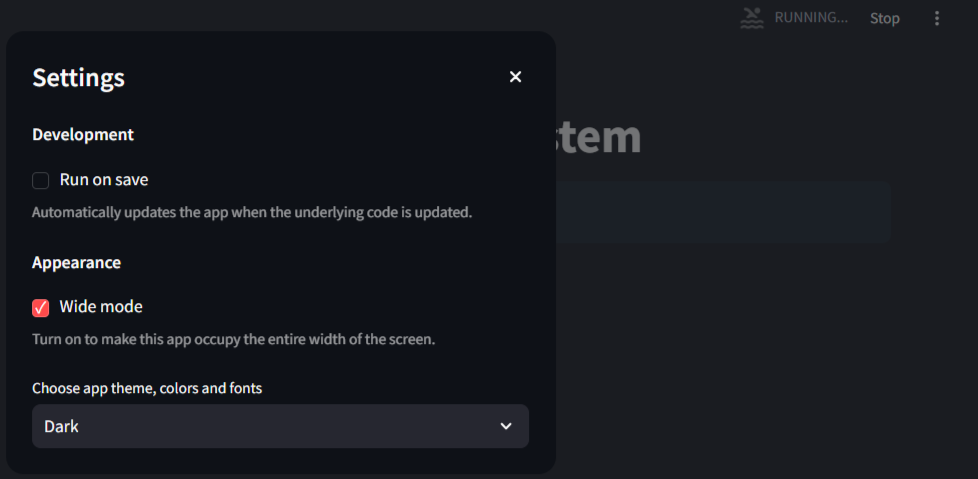 RUNNING...
Stop
Settings
Development
Run on save
Automatically updates the app when the underlying code is updated.
Appearance
Wide mode
Turn on to make this app occupy the entire width of the screen.
Choose app theme, colors and fonts
Dark